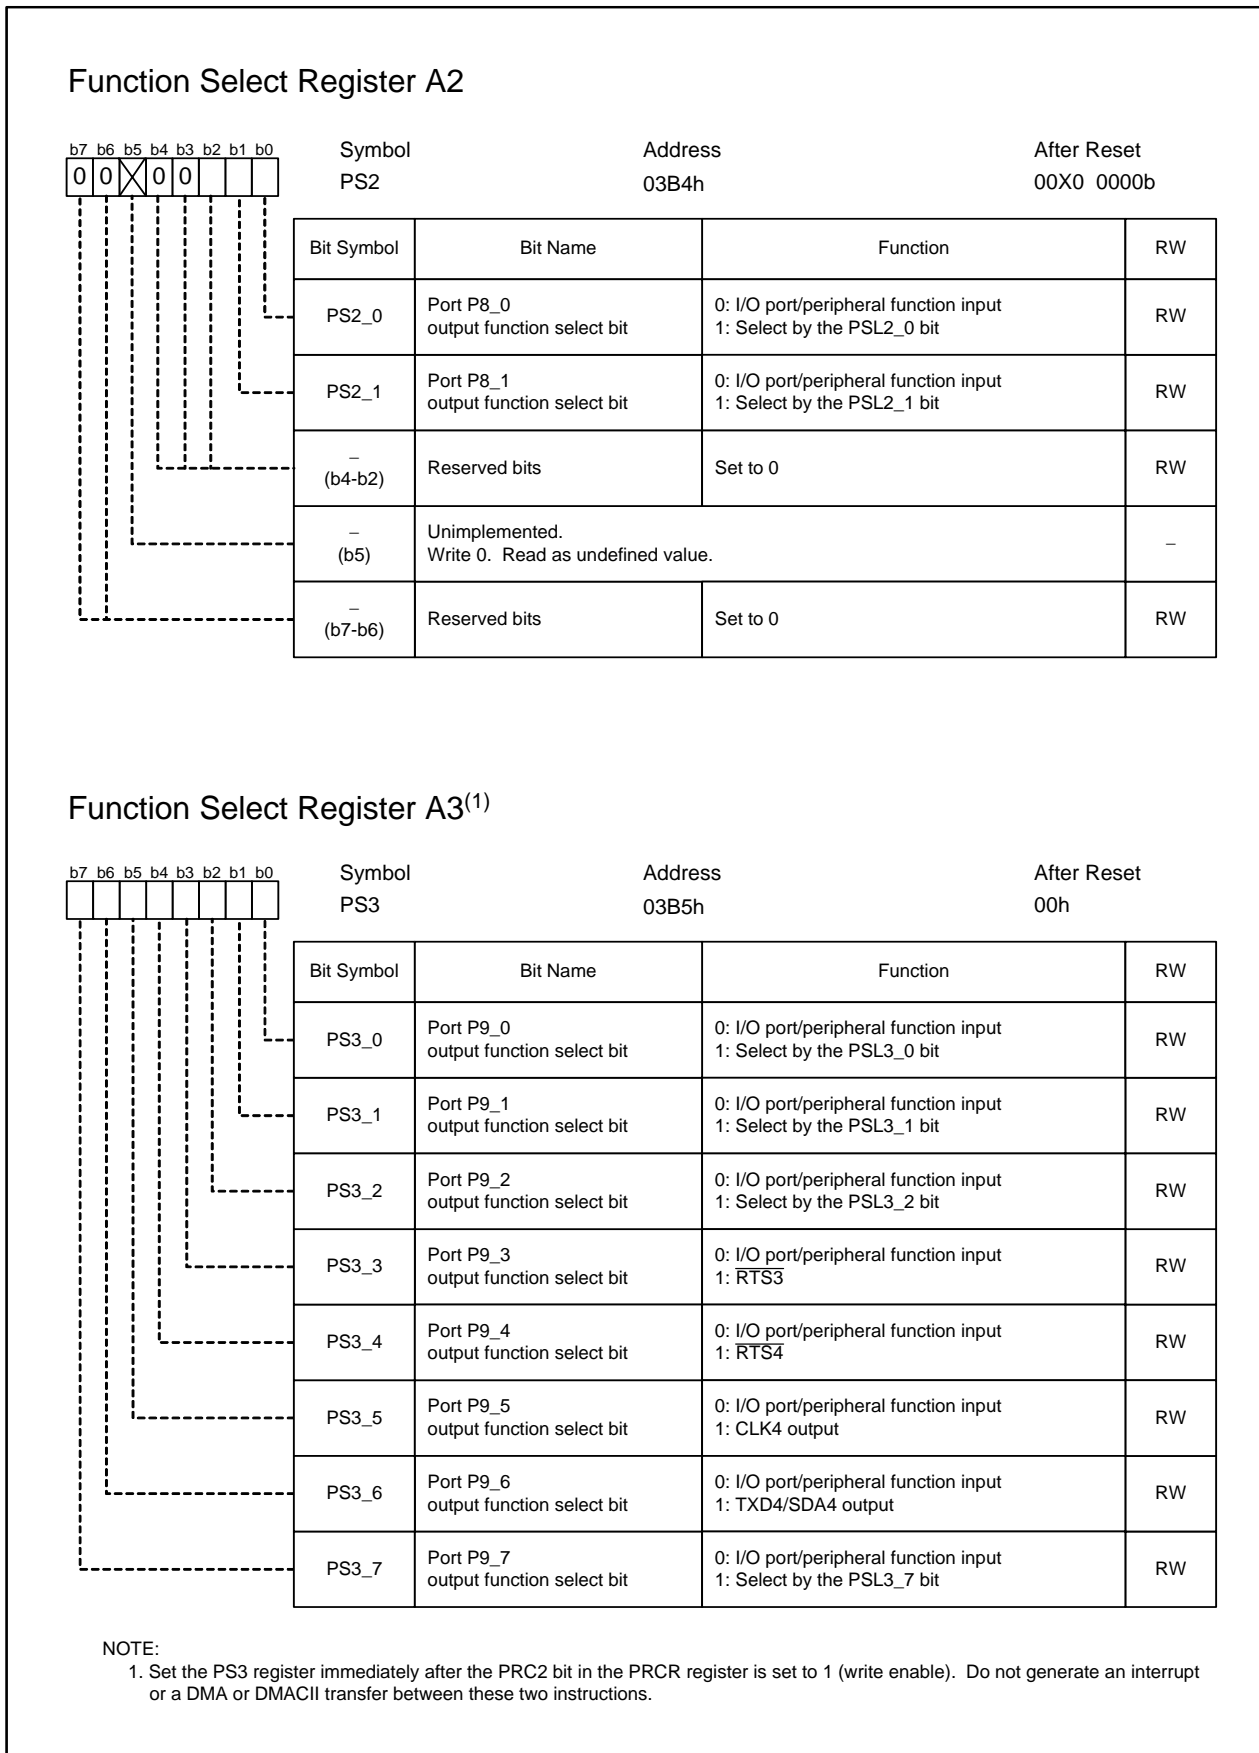 Function Select Register A2
b7 b6 b5 b4 b3 b2 b1 b0
0 0 0 0
Symbol Address After Reset
PS2 03B4h 00X0 0000b
Bit Symbol Bit Name Function RW
PS2_0 Port P8_0 0: I/O port/peripheral function input RW
output function select bit 1: Select by the PSL2_0 bit
PS2_1 Port P8_1 0: I/O port/peripheral function input RW
output function select bit 1: Select by the PSL2_1 bit
–
(b4-b2) Reserved bits Set to 0 RW
–
(b5) Unimplemented. –
Write 0. Read as undefined value.
–
(b7-b6) Reserved bits Set to 0 RW
Function Select Register A3(1)
b7 b6 b5 b4 b3 b2 b1 b0
Symbol Address After Reset
PS3 03B5h 00h
Bit Symbol Bit Name Function RW
PS3_0 Port P9_0 0: I/O port/peripheral function input RW
output function select bit 1: Select by the PSL3_0 bit
PS3_1 Port P9_1 0: I/O port/peripheral function input RW
output function select bit 1: Select by the PSL3_1 bit
PS3_2 Port P9_2 0: I/O port/peripheral function input RW
output function select bit 1: Select by the PSL3_2 bit
PS3_3 Port P9_3 0: I/O port/peripheral function input RW
output function select bit 1: R̅T̅S̅3̅
PS3_4 Port P9_4 0: I/O port/peripheral function input RW
output function select bit 1: R̅T̅S̅4̅
PS3_5 Port P9_5 0: I/O port/peripheral function input RW
output function select bit 1: CLK4 output
PS3_6 Port P9_6 0: I/O port/peripheral function input RW
output function select bit 1: TXD4/SDA4 output
PS3_7 Port P9_7 0: I/O port/peripheral function input RW
output function select bit 1: Select by the PSL3_7 bit
NOTE:
1. Set the PS3 register immediately after the PRC2 bit in the PRCR register is set to 1 (write enable). Do not generate an interrupt
or a DMA or DMACII transfer between these two instructions.